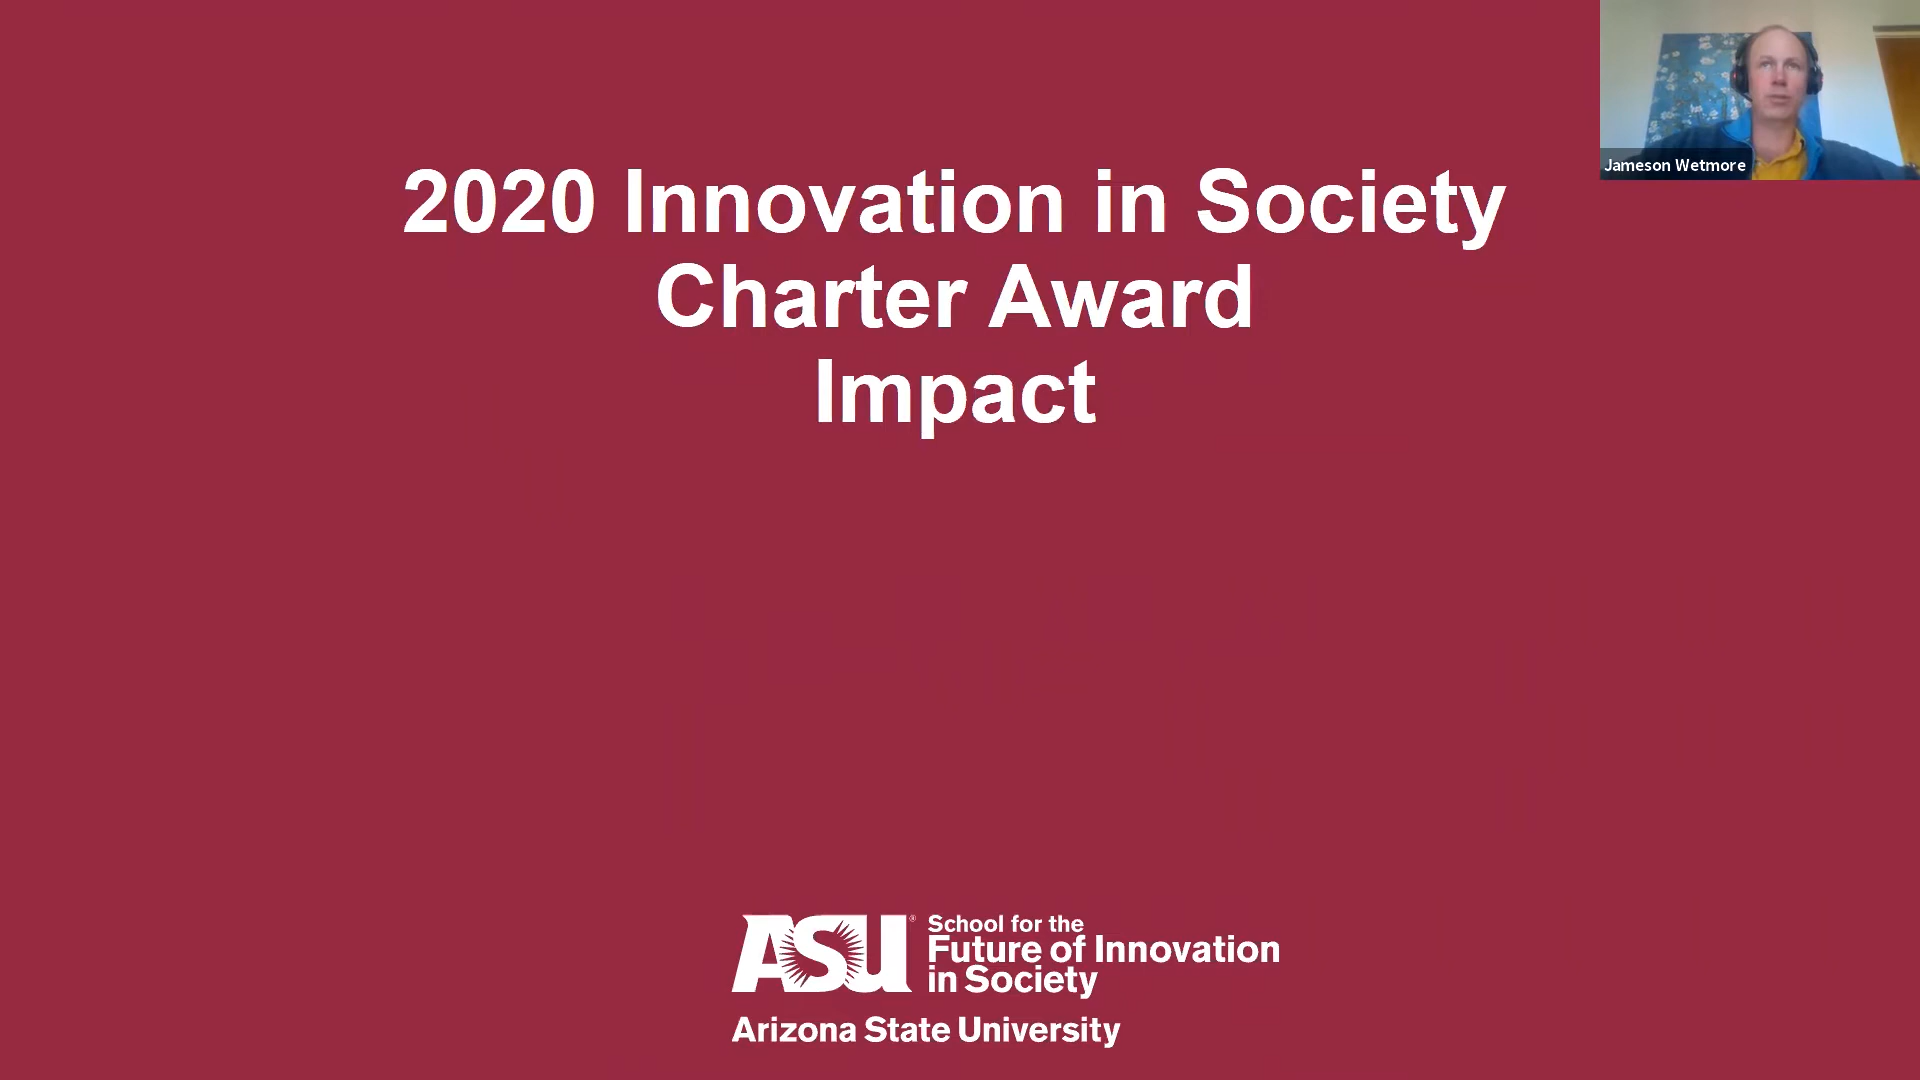 2020 Innovation in Society
Charter Award
Impact
Jameson Wetmore
ASU®
School for the
Future of Innovation
in Society
Arizona State University